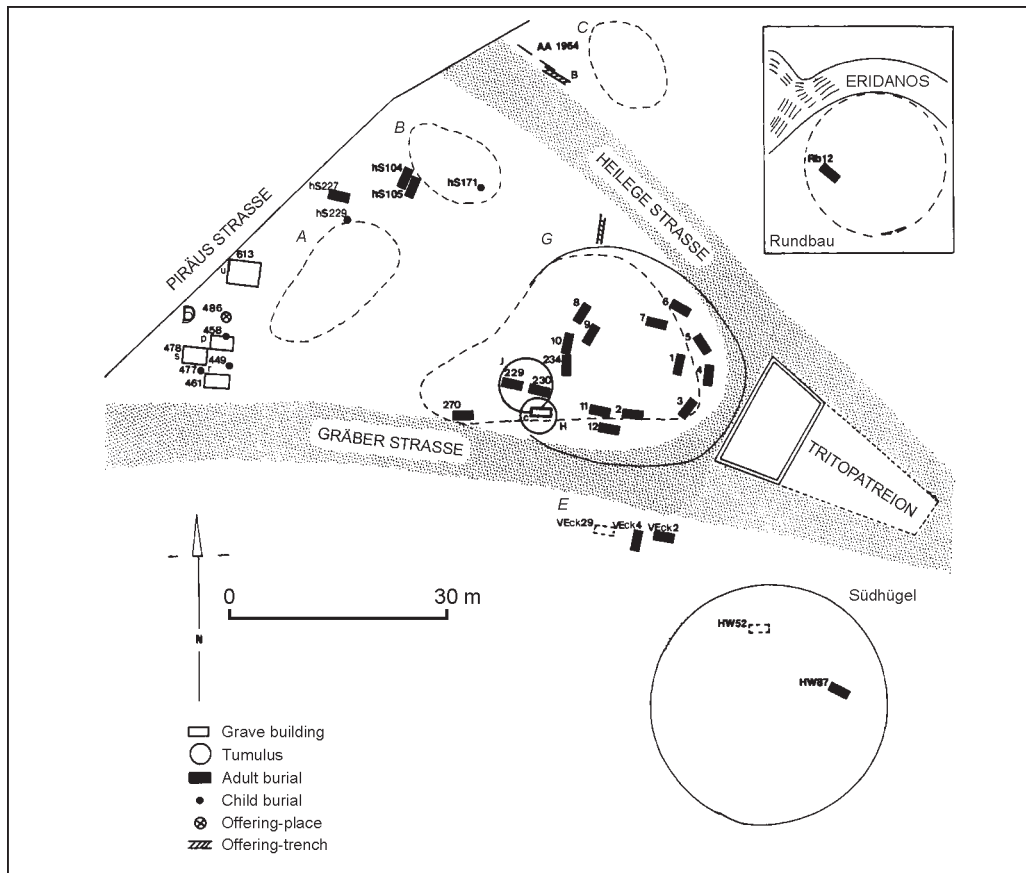 C
AA 1964
B
ERIDANOS
Rb12
Rundbau
HEILEGE STRASSE
B
hS104
hS105
hS171
hS227
hS229
A
PIRÄUS STRASSE
G
613
u
D
486
458
p
478
s
449
477
r
461
8
9
10
234
6
7
5
1
4
3
J
229
230
11
2
12
270
c
H
GRÄBER STRASSE
TRITOPATREION
E
VEck29
VEck4
VEck2
0
30 m
N
Südhügel
HW52
HW87
Grave building
Tumulus
Adult burial
Child burial
Offering-place
Offering-trench